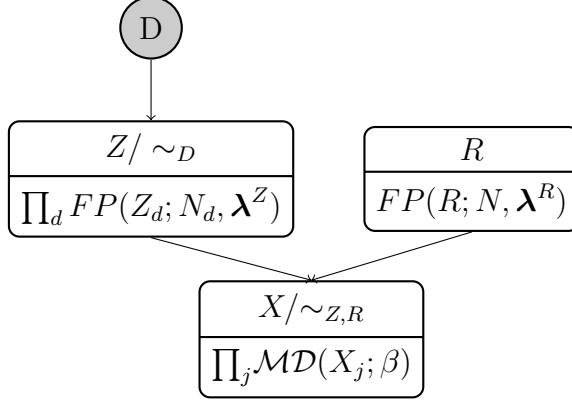 D
Z/ ∼_D
∏_d FP(Z_d; N_d, 𝝀^Z)
R
FP(R; N, 𝝀^R)
X/∼_{Z,R}
∏_j 𝓜𝓓(X_j; β)